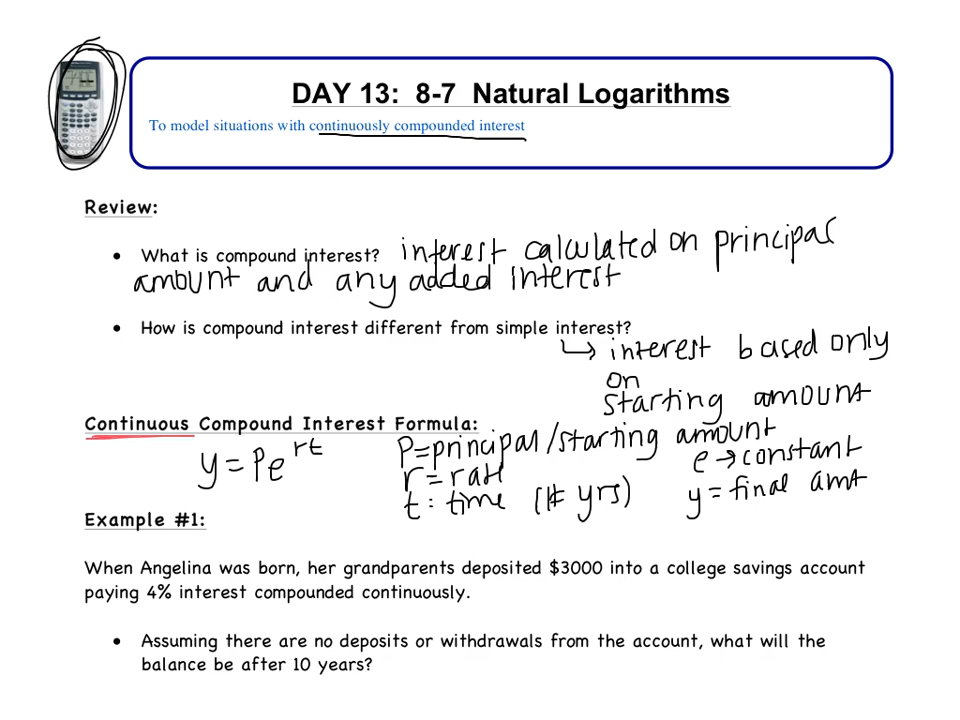 DAY 13: 8-7 Natural Logarithms
To model situations with continuously compounded interest
Review:
• What is compound interest? interest calculated on principal
amount and any added interest
• How is compound interest different from simple interest?
↳ interest based only
on
starting amount
Continuous Compound Interest Formula:
y = Pe^rt
P=principal/starting amount
r = rate
t: time (# yrs)
e → constant
y = final amt
Example #1:
When Angelina was born, her grandparents deposited $3000 into a college savings account
paying 4% interest compounded continuously.
• Assuming there are no deposits or withdrawals from the account, what will the
balance be after 10 years?